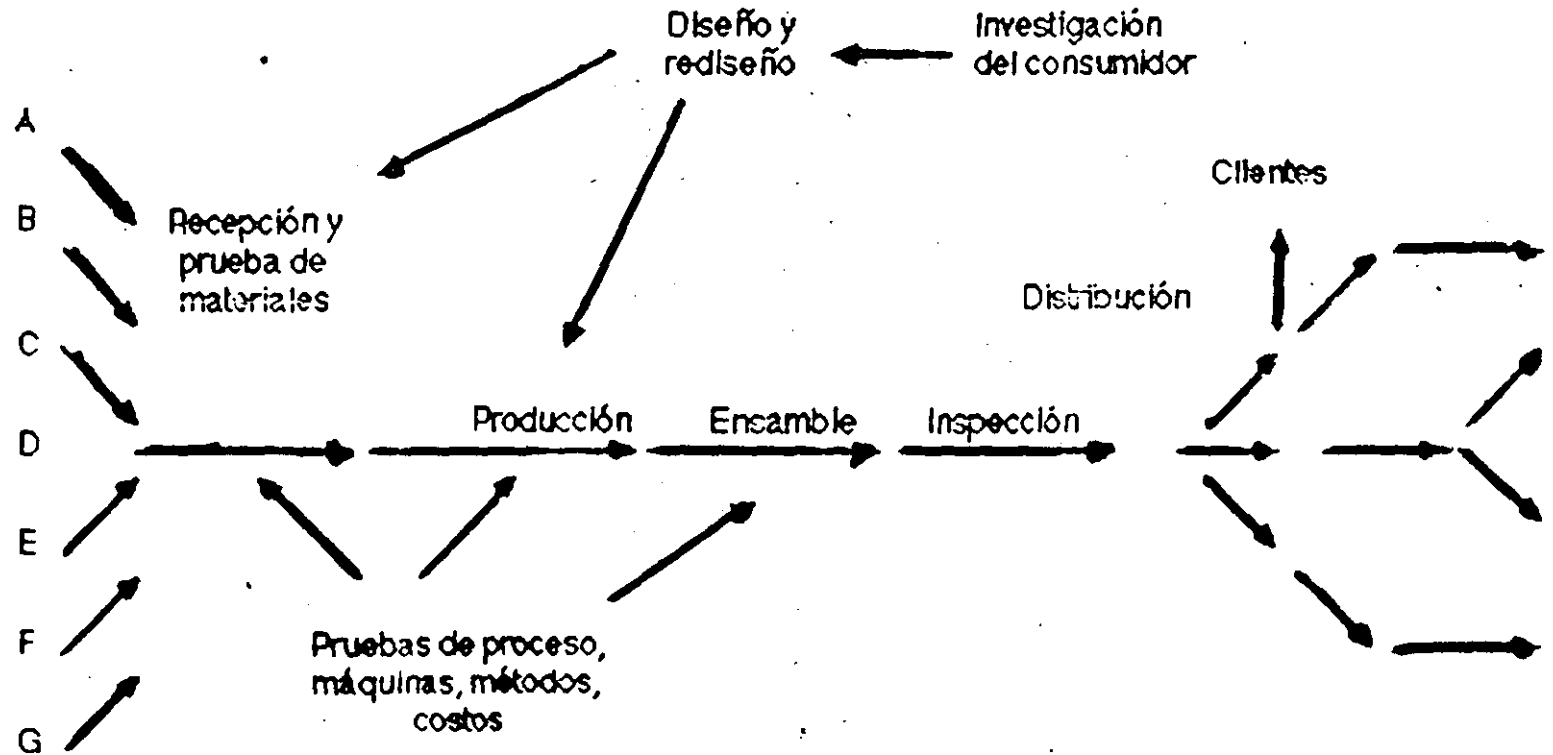 Diseño y
rediseño
Investigación
del consumidor
A
B
C
D
E
F
G
Recepción y
prueba de
materiales
Producción
Ensamble
Inspección
Distribución
Clientes
Pruebas de proceso,
máquinas, métodos,
costos